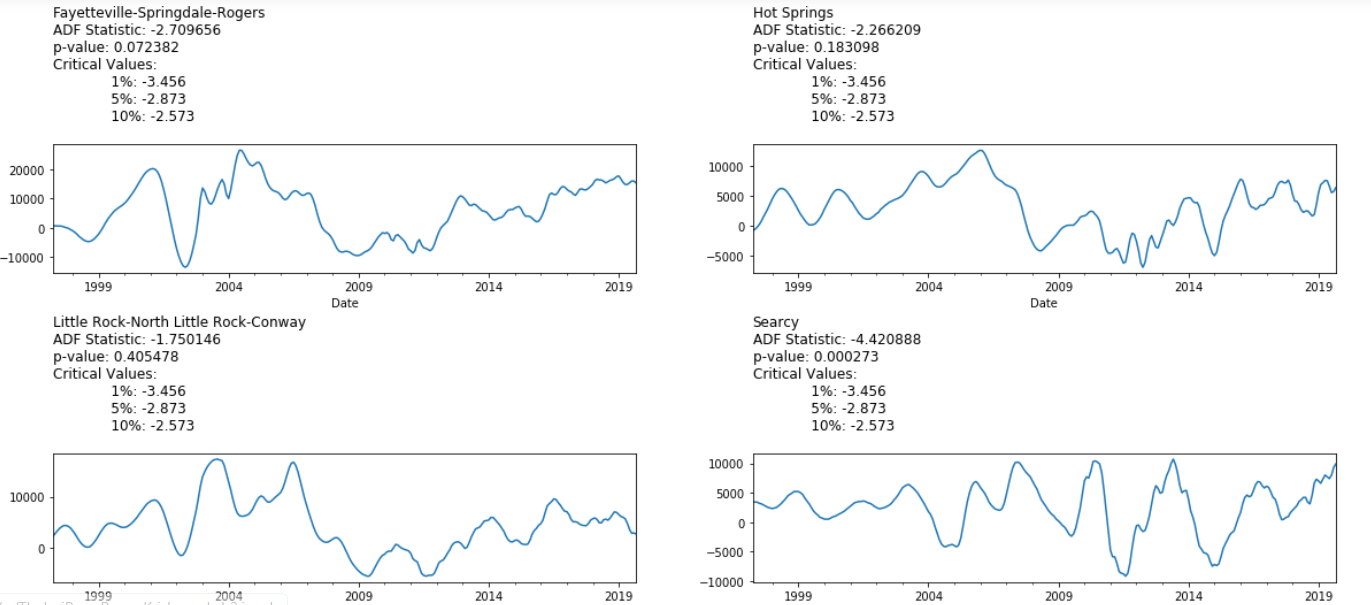 Fayetteville-Springdale-Rogers
ADF Statistic: -2.709656
p-value: 0.072382
Critical Values:
1%: -3.456
5%: -2.873
10%: -2.573
20000
10000
0
−10000
1999 2004 2009 2014 2019
Date
Hot Springs
ADF Statistic: -2.266209
p-value: 0.183098
Critical Values:
1%: -3.456
5%: -2.873
10%: -2.573
10000
5000
0
−5000
1999 2004 2009 2014 2019
Date
Little Rock-North Little Rock-Conway
ADF Statistic: -1.750146
p-value: 0.405478
Critical Values:
1%: -3.456
5%: -2.873
10%: -2.573
10000
0
1999 2004 2009 2014 2019
Searcy
ADF Statistic: -4.420888
p-value: 0.000273
Critical Values:
1%: -3.456
5%: -2.873
10%: -2.573
10000
5000
0
−5000
−10000
1999 2004 2009 2014 2019